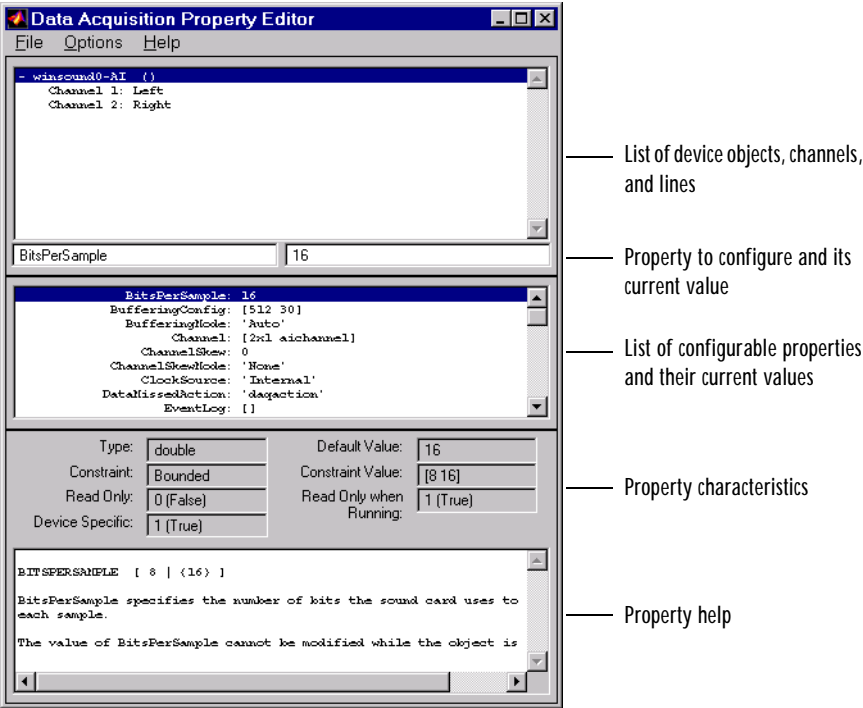 Data Acquisition Property Editor
File Options Help
- winsound0-AI ()
Channel 1: Left
Channel 2: Right
List of device objects, channels,
and lines
BitsPerSample 16
Property to configure and its
current value
BitsPerSample: 16
BufferingConfig: [512 30]
BufferingMode: 'Auto'
Channel: [2x1 aichannel]
ChannelSkew: 0
ChannelSkewMode: 'None'
ClockSource: 'Internal'
DataMissedAction: 'daqaction'
EventLog: []
List of configurable properties
and their current values
Type: double Default Value: 16
Constraint: Bounded Constraint Value: [8 16]
Read Only: 0 (False) Read Only when
Running: 1 (True)
Device Specific: 1 (True)
Property characteristics
BITSPERSAMPLE [ 8 | {16} ]
BitsPerSample specifies the number of bits the sound card uses to
each sample.
The value of BitsPerSample cannot be modified while the object is
Property help